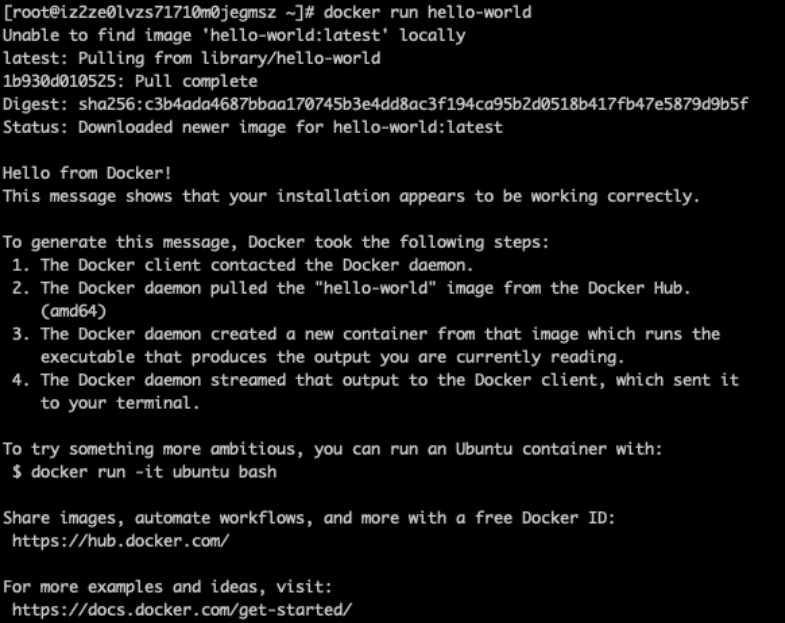 [root@iz2ze0lvzs71710m0jegmsz ~]# docker run hello-world
Unable to find image 'hello-world:latest' locally
latest: Pulling from library/hello-world
1b930d010525: Pull complete
Digest: sha256:c3b4ada4687bbaa170745b3e4dd8ac3f194ca95b2d0518b417fb47e5879d9b5f
Status: Downloaded newer image for hello-world:latest

Hello from Docker!
This message shows that your installation appears to be working correctly.

To generate this message, Docker took the following steps:
 1. The Docker client contacted the Docker daemon.
 2. The Docker daemon pulled the "hello-world" image from the Docker Hub.
    (amd64)
 3. The Docker daemon created a new container from that image which runs the
    executable that produces the output you are currently reading.
 4. The Docker daemon streamed that output to the Docker client, which sent it
    to your terminal.

To try something more ambitious, you can run an Ubuntu container with:
 $ docker run -it ubuntu bash

Share images, automate workflows, and more with a free Docker ID:
 https://hub.docker.com/

For more examples and ideas, visit:
 https://docs.docker.com/get-started/